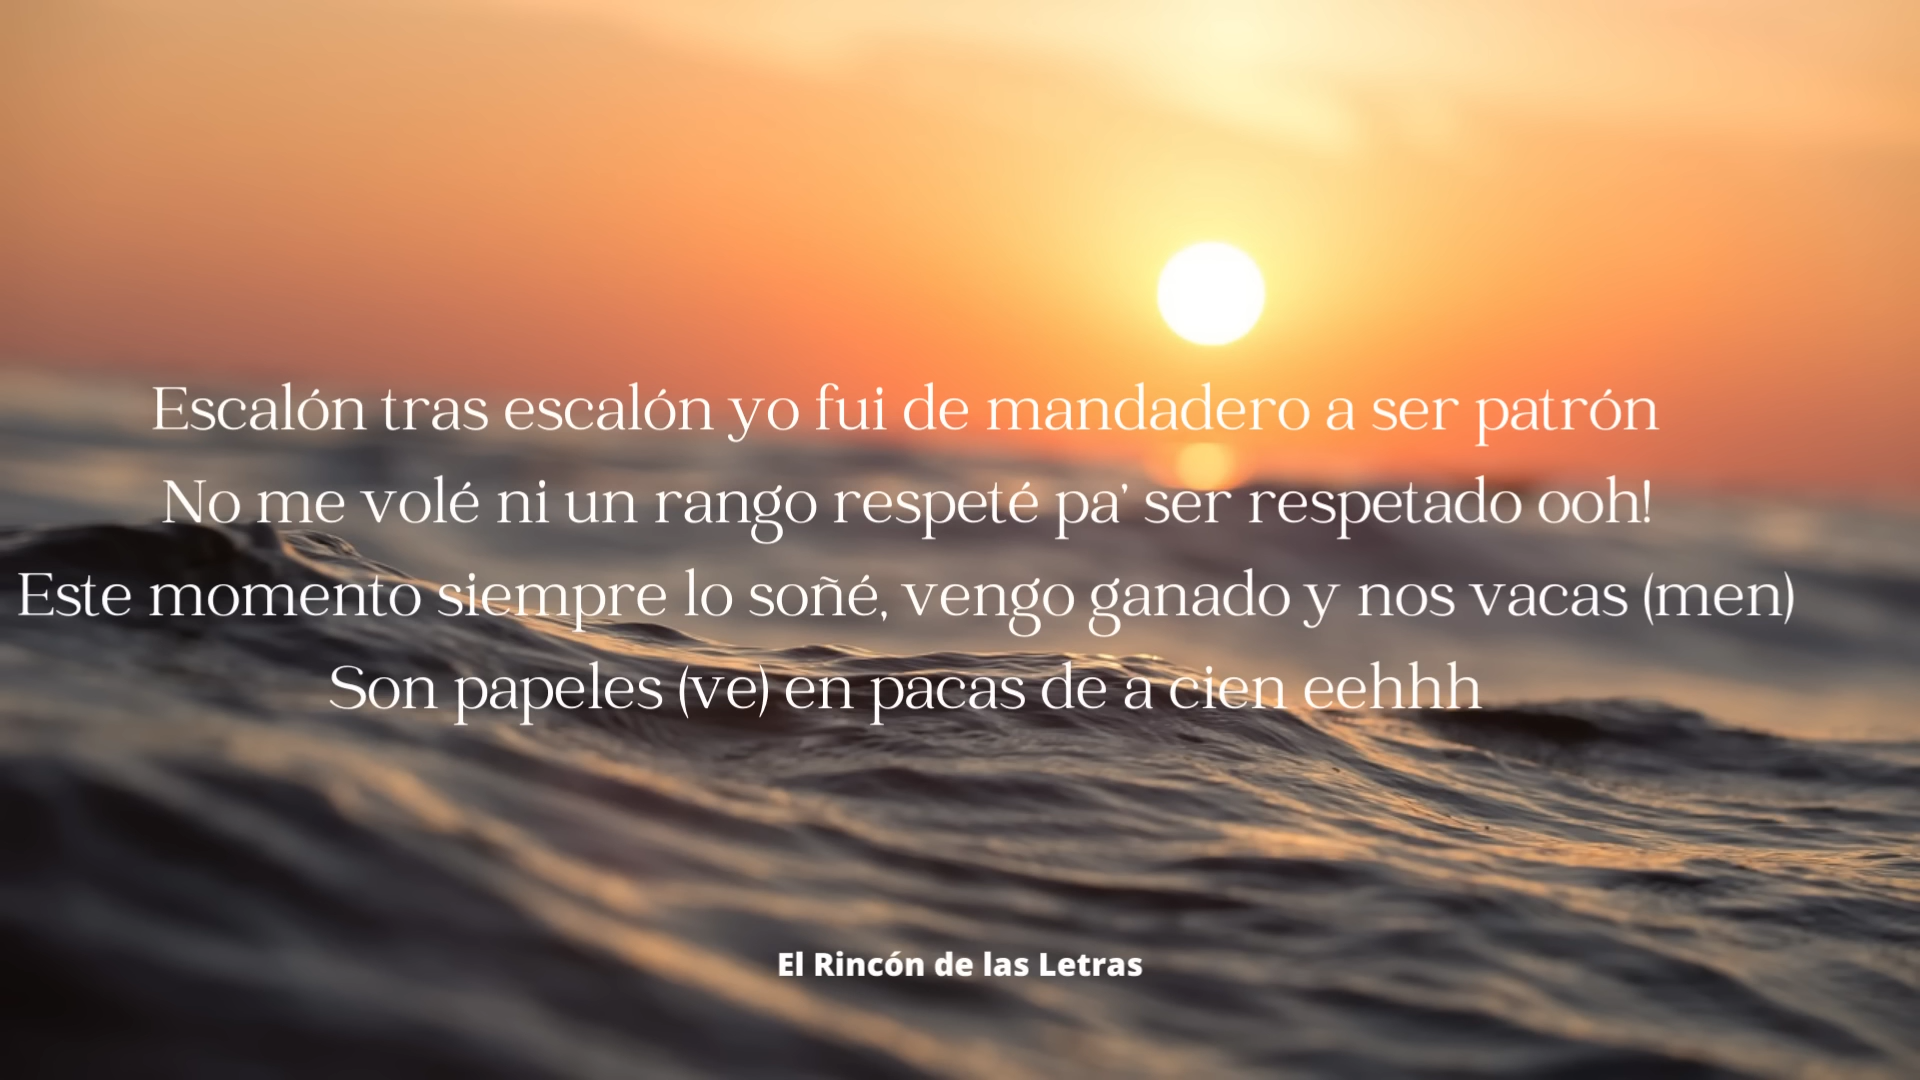 Escalón tras escalón yo fui de mandadero a ser patrón
No me volé ni un rango respeté pa' ser respetado ooh!
Este momento siempre lo soñé, vengo ganado y nos vacas (men)
Son papeles (ve) en pacas de a cien eehhh
El Rincón de las Letras